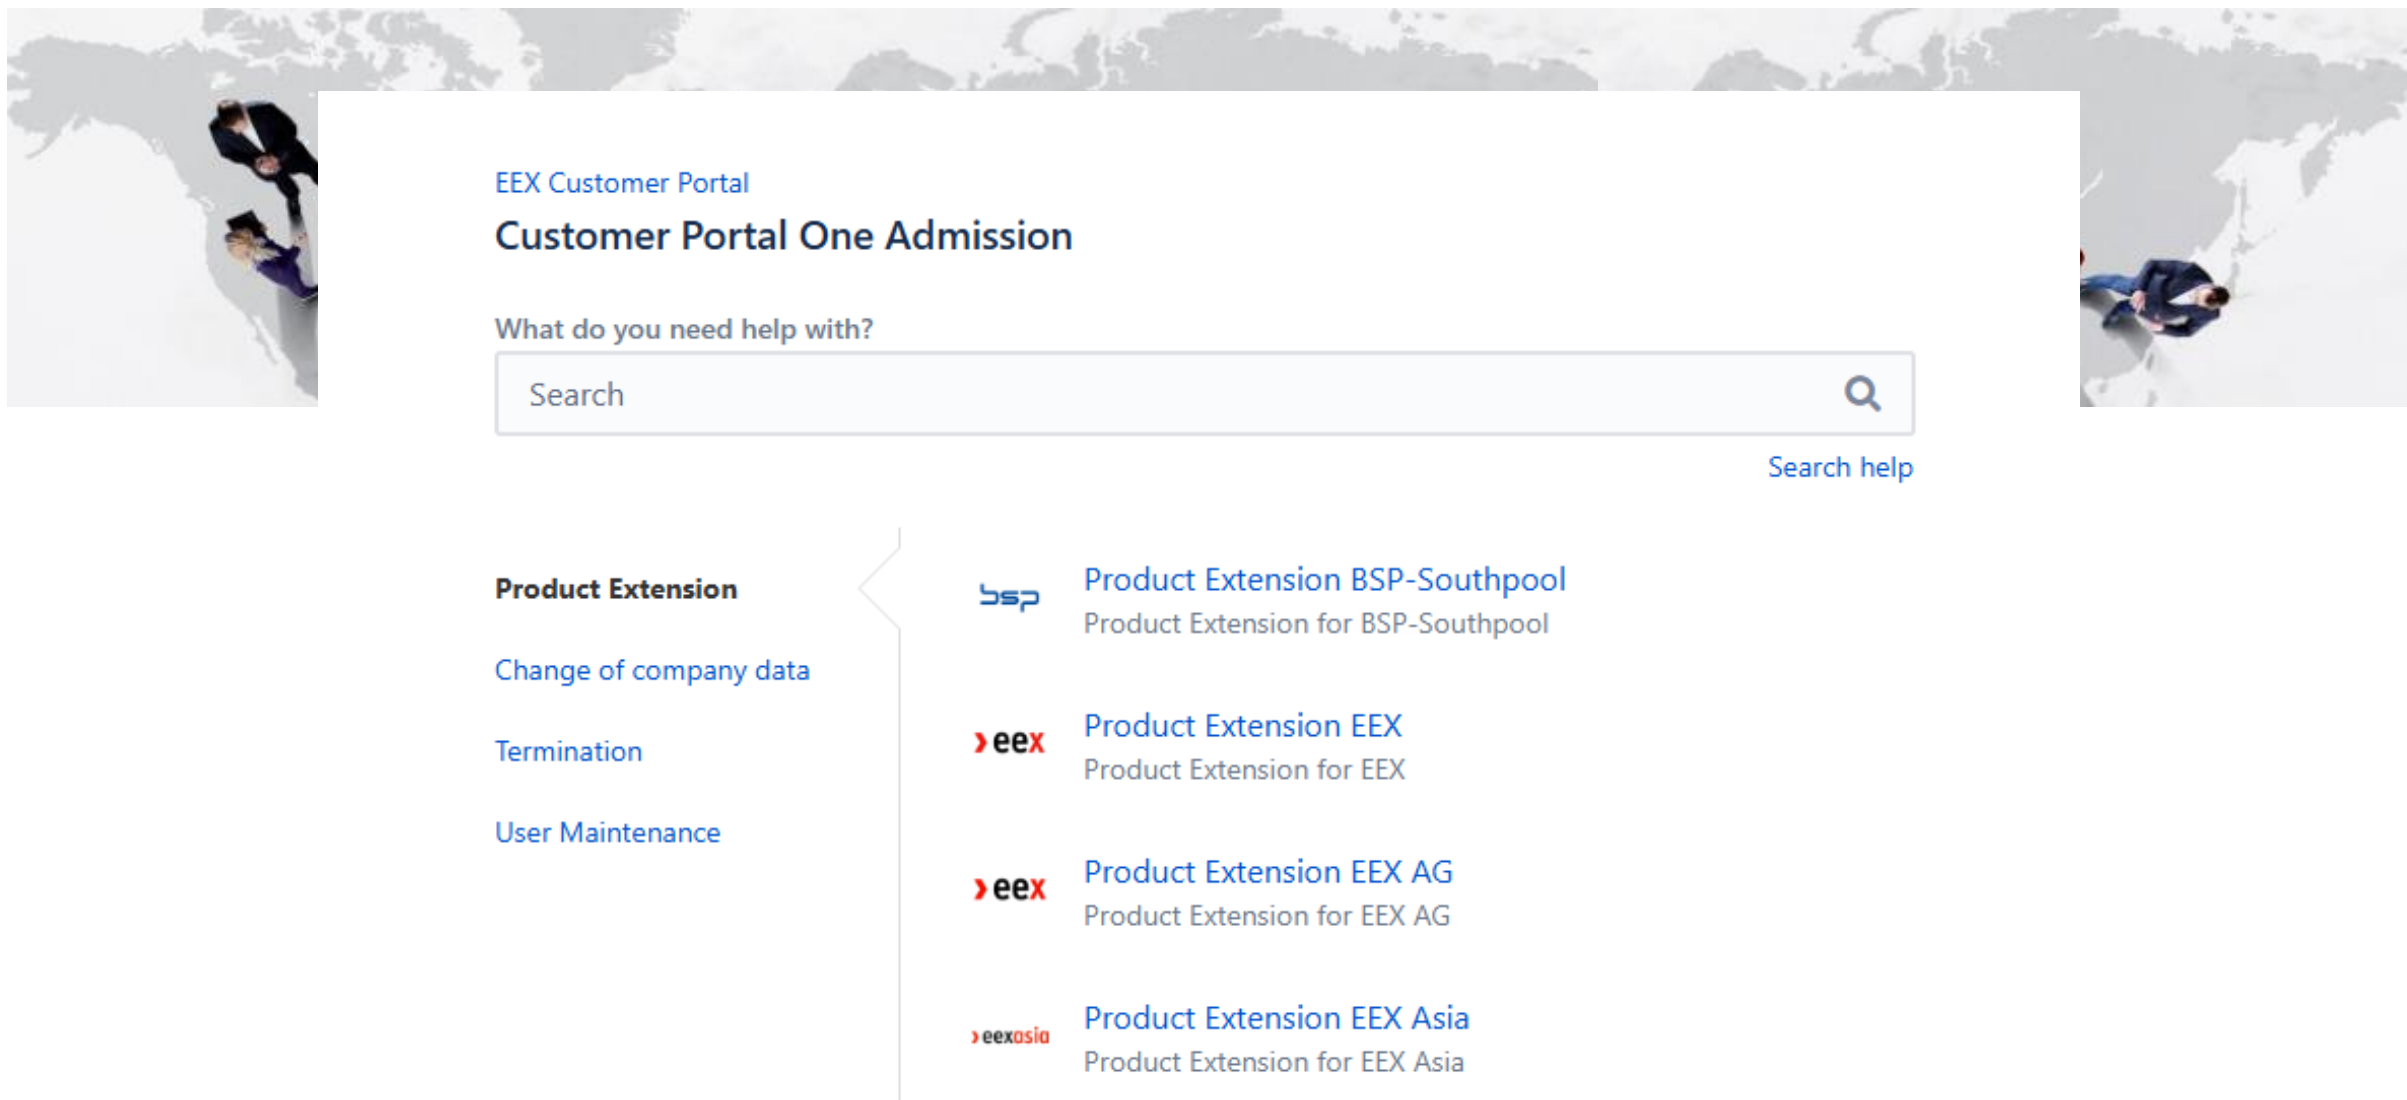 EEX Customer Portal
Customer Portal One Admission
What do you need help with?
Search
Search help
Product Extension
Change of company data
Termination
User Maintenance
bsp
Product Extension BSP-Southpool
Product Extension for BSP-Southpool
eex
Product Extension EEX
Product Extension for EEX
eex
Product Extension EEX AG
Product Extension for EEX AG
eexasia
Product Extension EEX Asia
Product Extension for EEX Asia